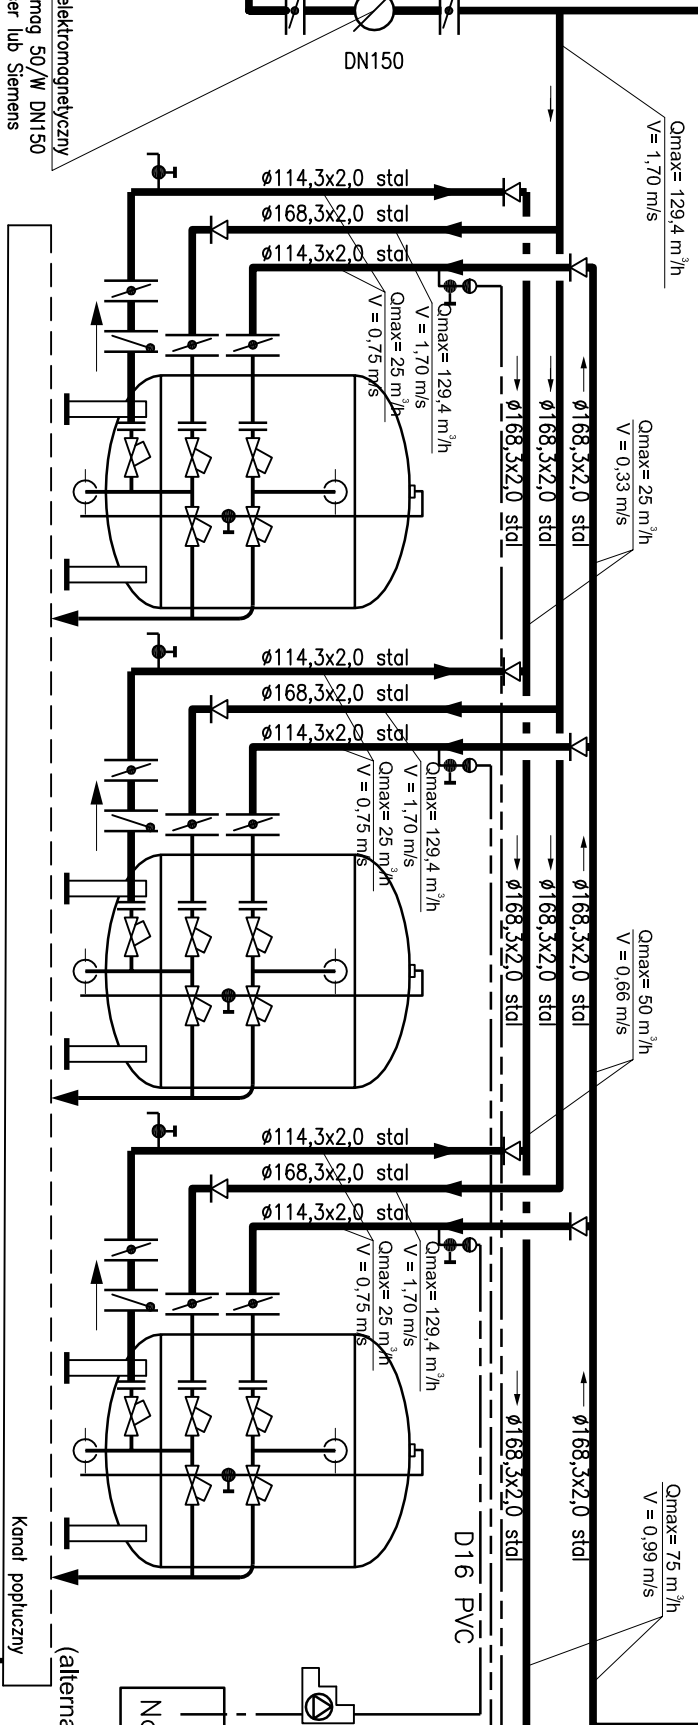 elektromagnetyczny
mag 50/W DN150
er lub Siemens
DN150
Qmax= 129,4 m³/h
V= 1,70 m/s
ø114,3x2,0 stal
ø168,3x2,0 stal
ø114,3x2,0 stal
Qmax= 129,4 m³/h
V = 1,70 m/s
Qmax= 25 m³/h
V = 0,75 m/s
ø168,3x2,0 stal
ø168,3x2,0 stal
ø168,3x2,0 stal
Qmax= 25 m³/h
V = 0,33 m/s
ø114,3x2,0 stal
ø168,3x2,0 stal
ø114,3x2,0 stal
Qmax= 129,4 m³/h
V = 1,70 m/s
Qmax= 25 m³/h
V = 0,75 m/s
ø168,3x2,0 stal
ø168,3x2,0 stal
ø168,3x2,0 stal
Qmax= 50 m³/h
V = 0,66 m/s
ø114,3x2,0 stal
ø168,3x2,0 stal
ø114,3x2,0 stal
Qmax= 129,4 m³/h
V = 1,70 m/s
Qmax= 25 m³/h
V = 0,75 m/s
ø168,3x2,0 stal
ø168,3x2,0 stal
Qmax= 75 m³/h
V = 0,99 m/s
D16 PVC
Kanał popłuczny
(alterna
No